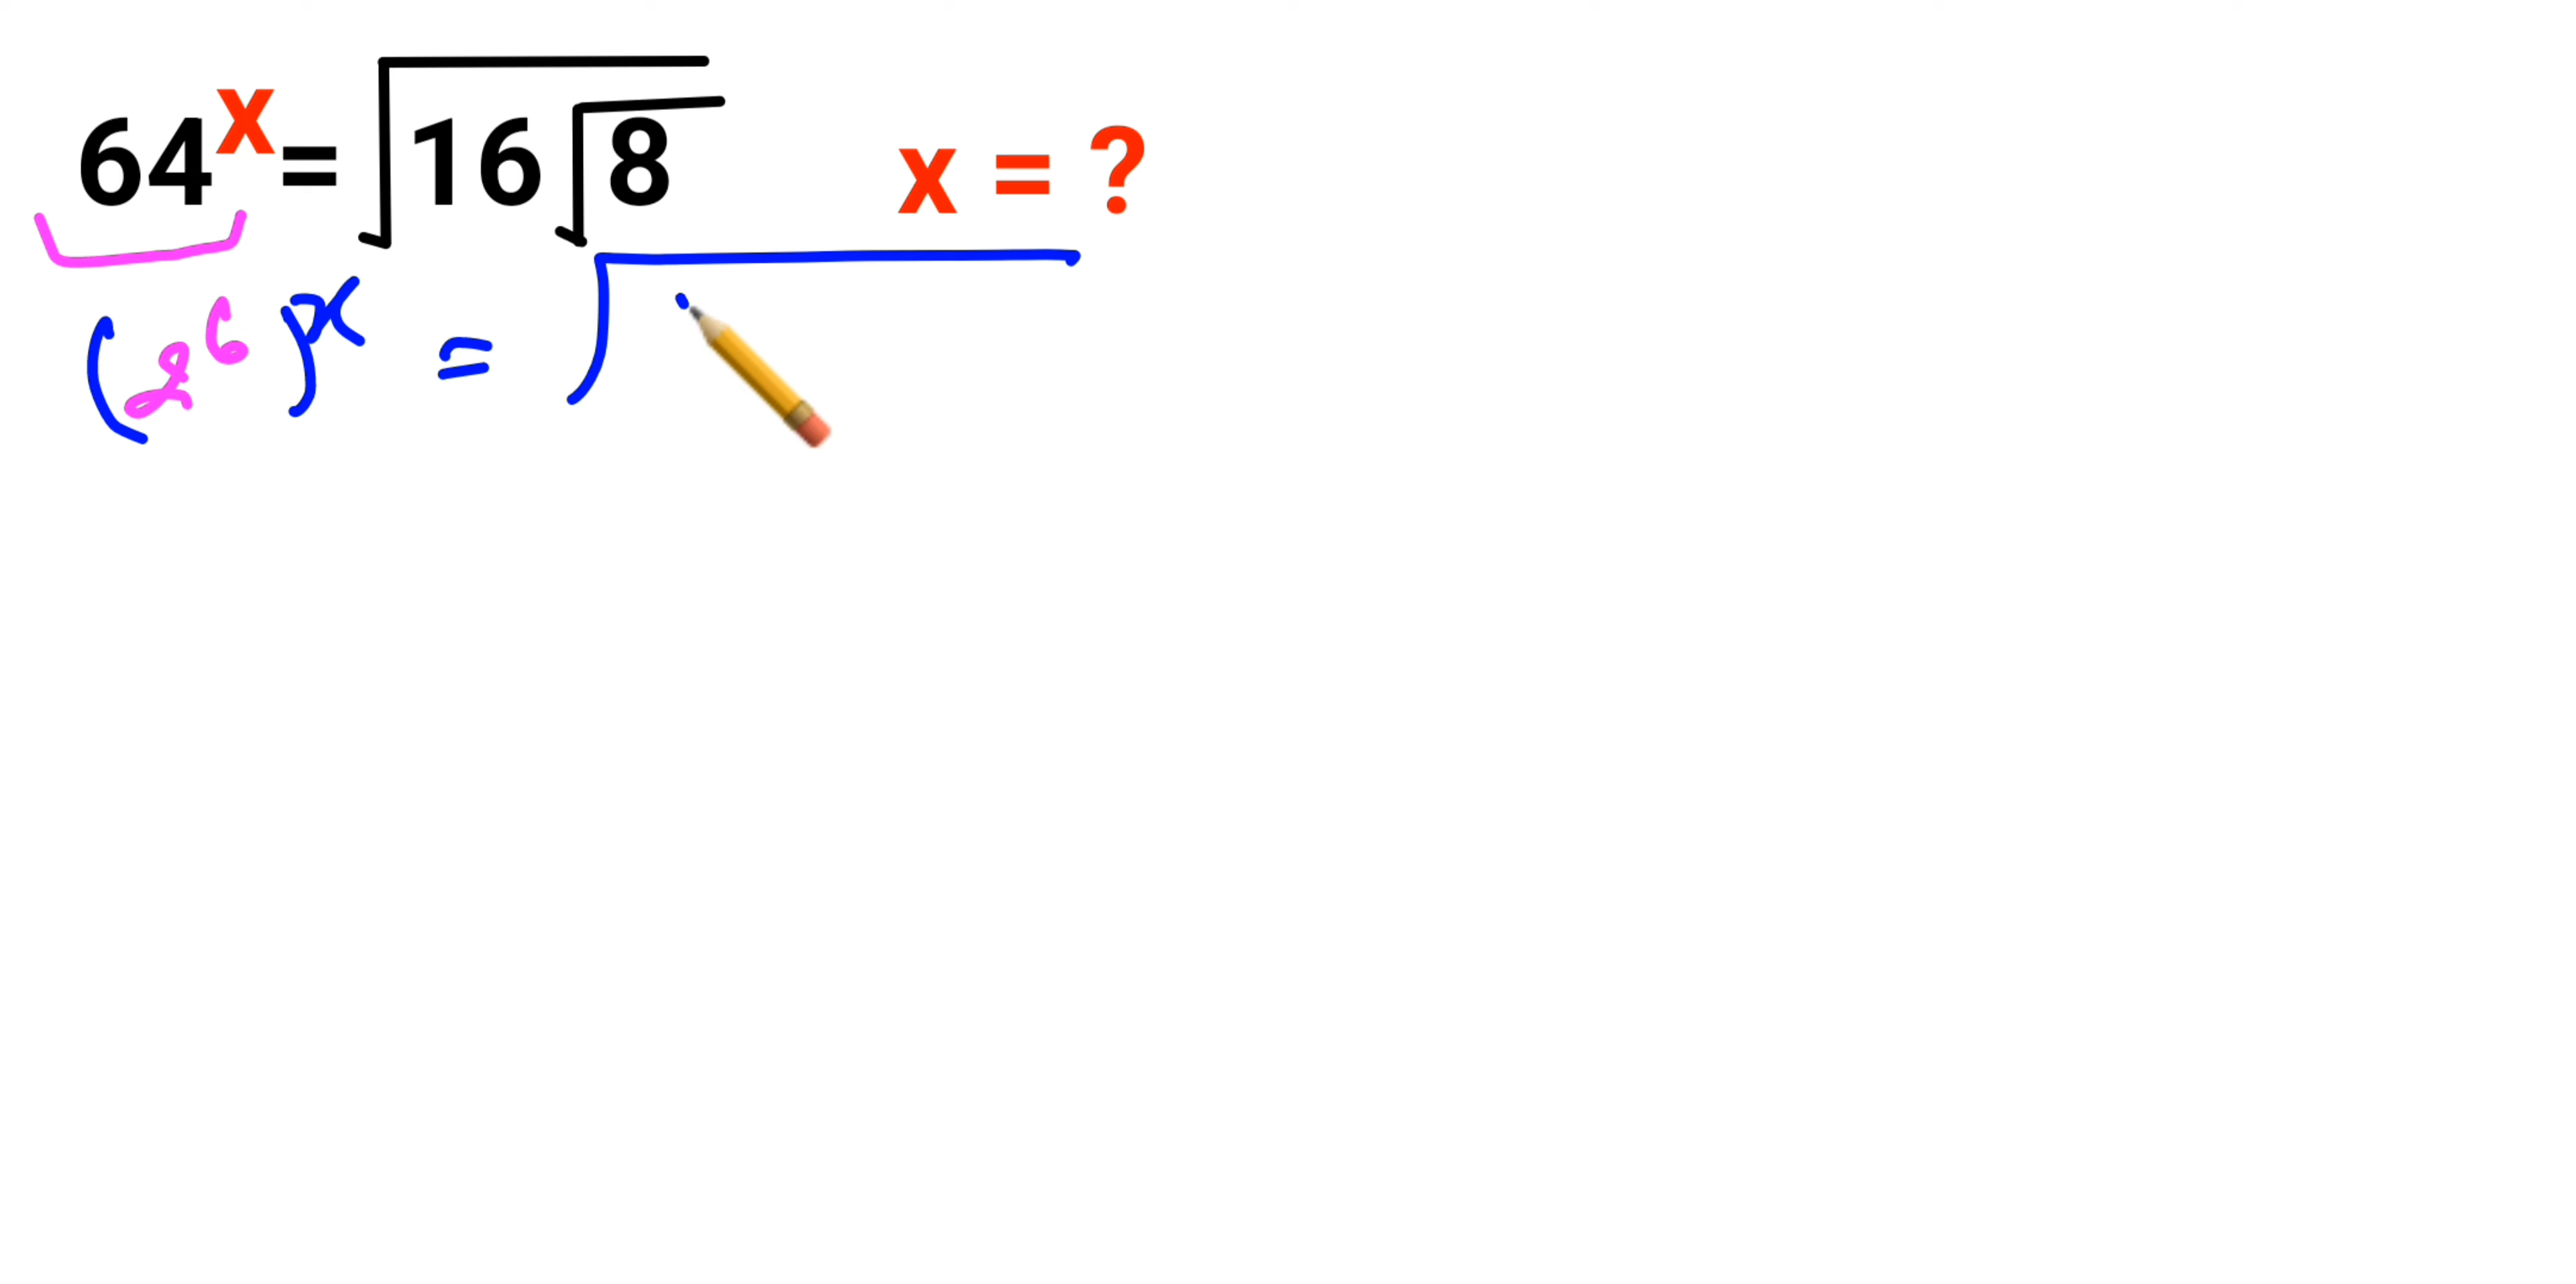 64^x = √(16√8) x = ?
(2^6)^x = √